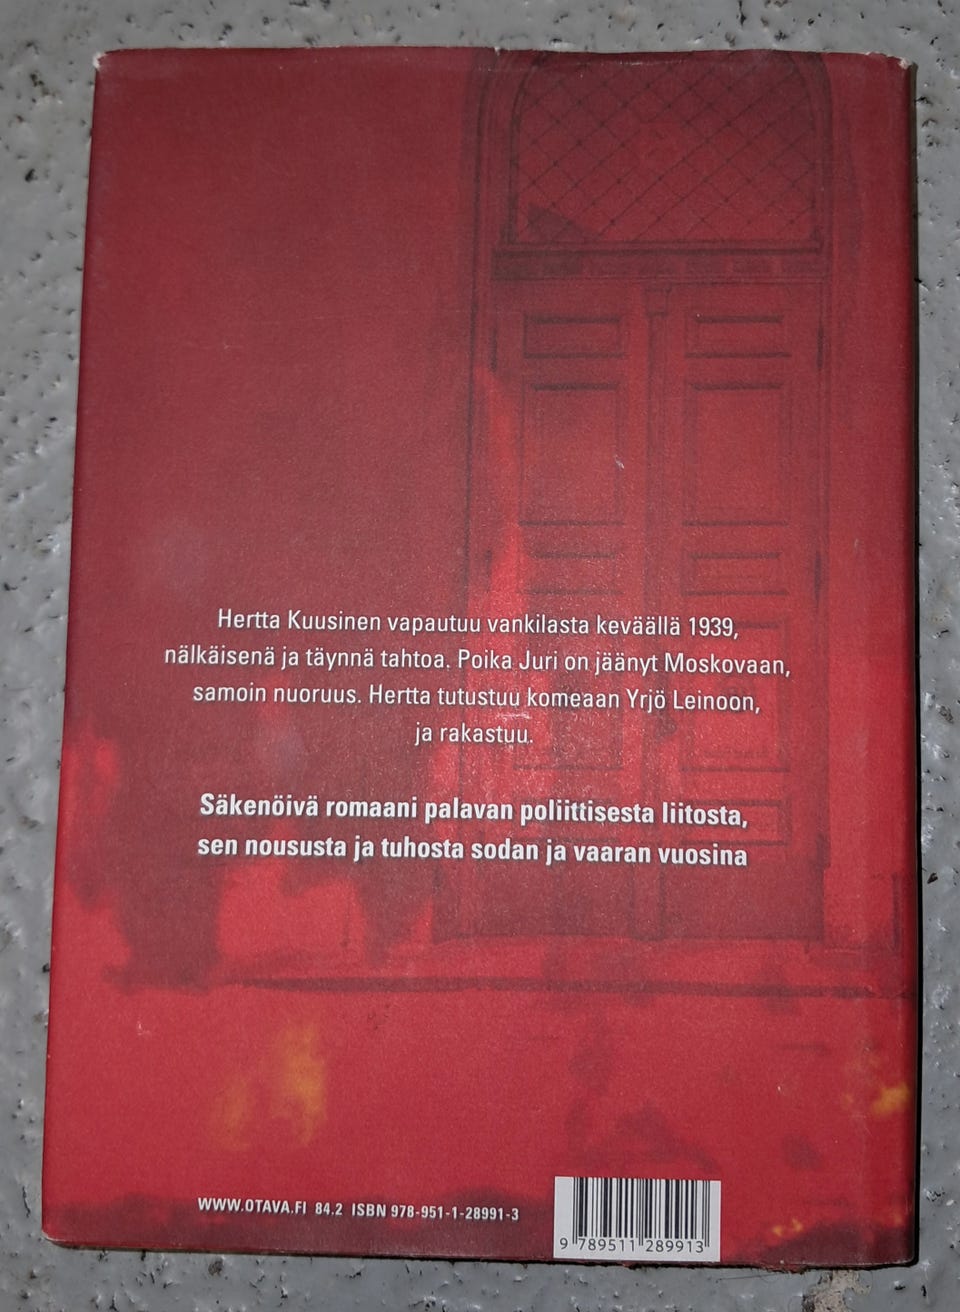 Hertta Kuusinen vapautuu vankilasta keväällä 1939,
nälkäisenä ja täynnä tahtoa. Poika Juri on jäänyt Moskovaan,
samoin nuoruus. Hertta tutustuu komeaan Yrjö Leinoon,
ja rakastuu.
Säkenöivä romaani palavan poliittisesta liitosta,
sen noususta ja tuhosta sodan ja vaaran vuosina
WWW.OTAVA.FI 84.2 ISBN 978-951-1-28991-3
9 789511 289913